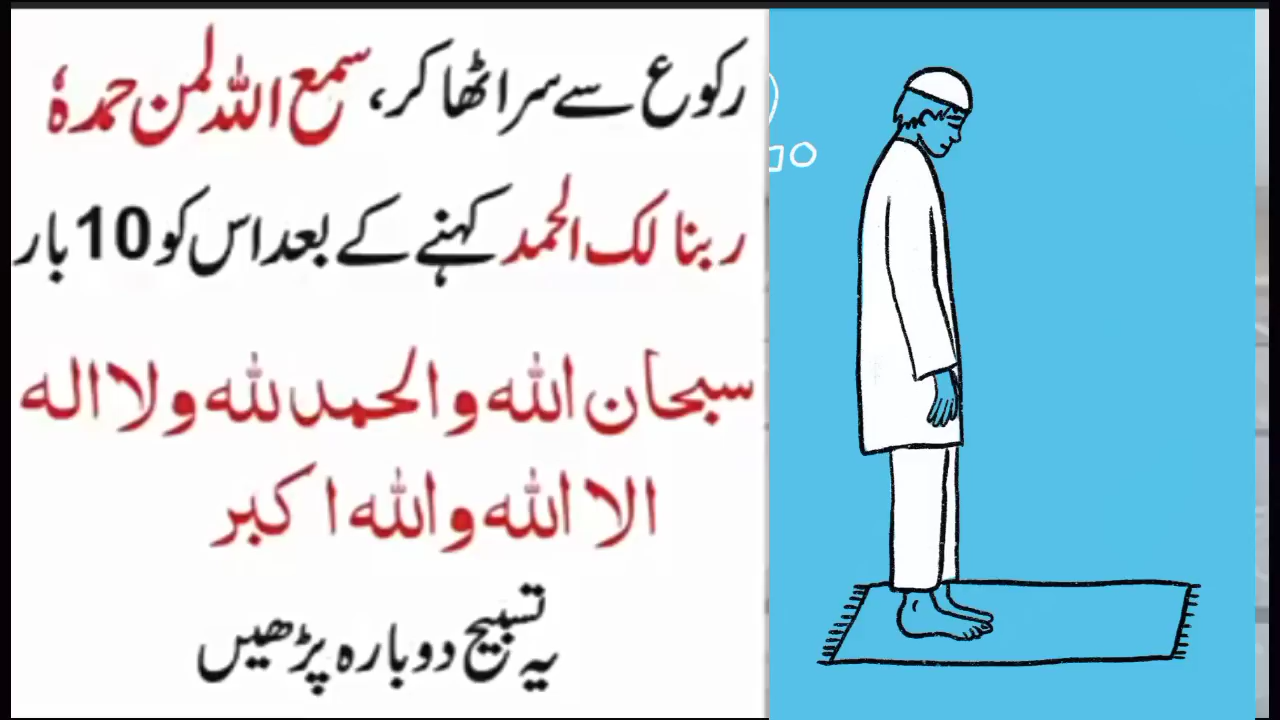 رکوع سے سر اٹھا کر، سمع اللہ لمن حمدہٗ
ربنا لک الحمد کہنے کے بعد اس کو 10 بار
سبحان اللہ والحمد للہ ولا الہ
الا اللہ واللہ اکبر
یہ تسبیح دوبارہ پڑھیں